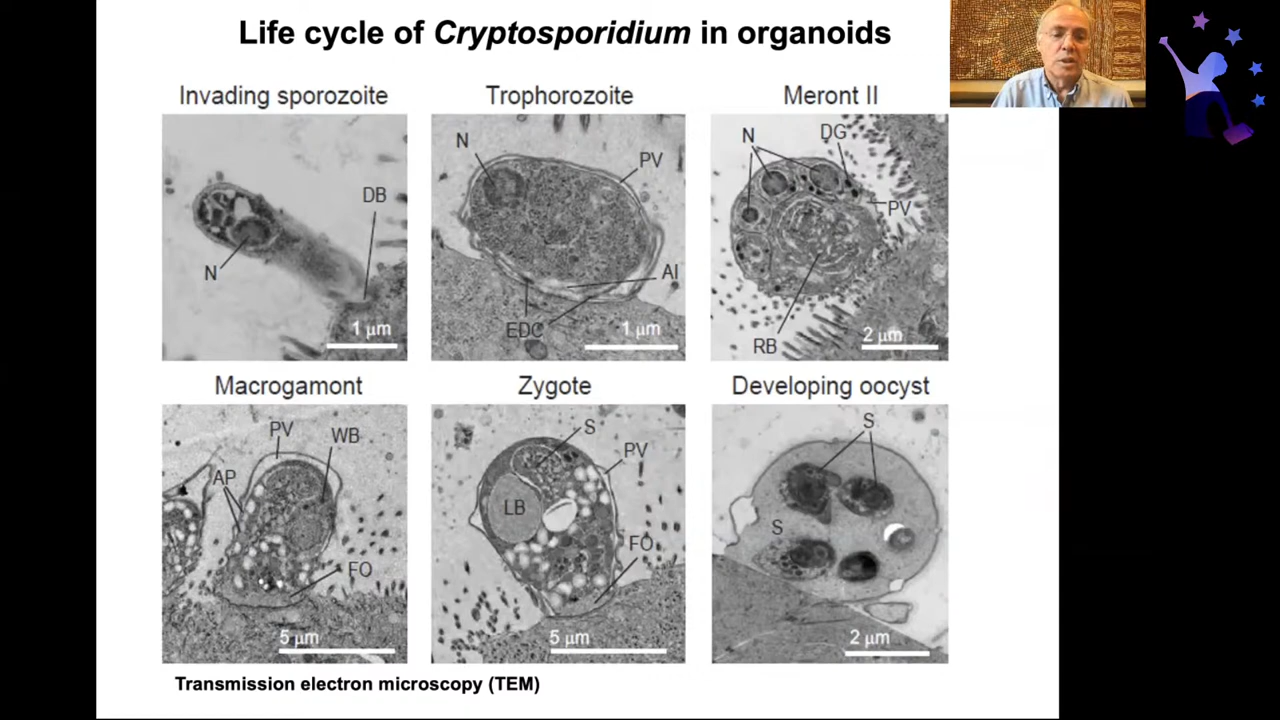 Life cycle of Cryptosporidium in organoids
Invading sporozoite
DB
N
1 μm
Trophorozoite
N
PV
AI
EDC
1 μm
Meront II
N
DG
PV
RB
2 μm
Macrogamont
PV
WB
AP
FO
5 μm
Zygote
S
PV
LB
FO
5 μm
Developing oocyst
S
S
2 μm
Transmission electron microscopy (TEM)